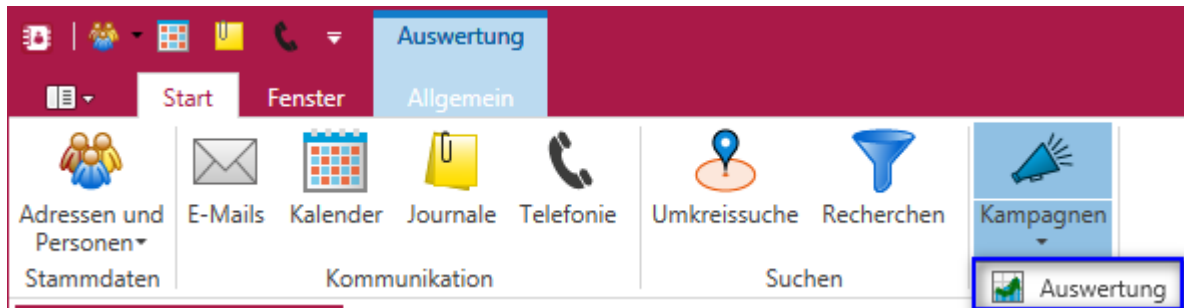 Auswertung
Start Fenster Allgemein
Adressen und Personen E-Mails Kalender Journale Telefonie Umkreissuche Recherchen Kampagnen
Stammdaten Kommunikation Suchen
Auswertung